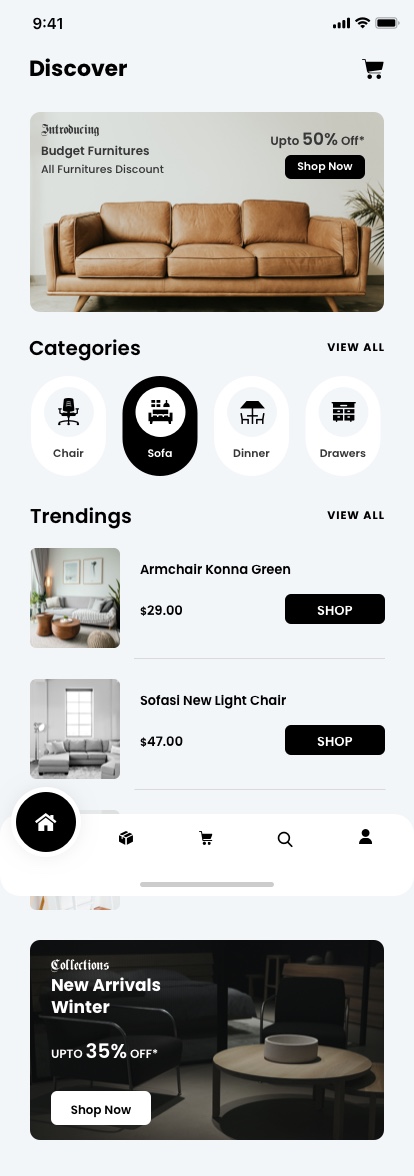 9:41
Discover
Introducing
Budget Furnitures
All Furnitures Discount
Upto 50% Off*
Shop Now
Categories
VIEW ALL
Chair
Sofa
Dinner
Drawers
Trendings
VIEW ALL
Armchair Konna Green
$29.00
SHOP
Sofasi New Light Chair
$47.00
SHOP
Collections
New Arrivals
Winter
UPTO 35% OFF*
Shop Now